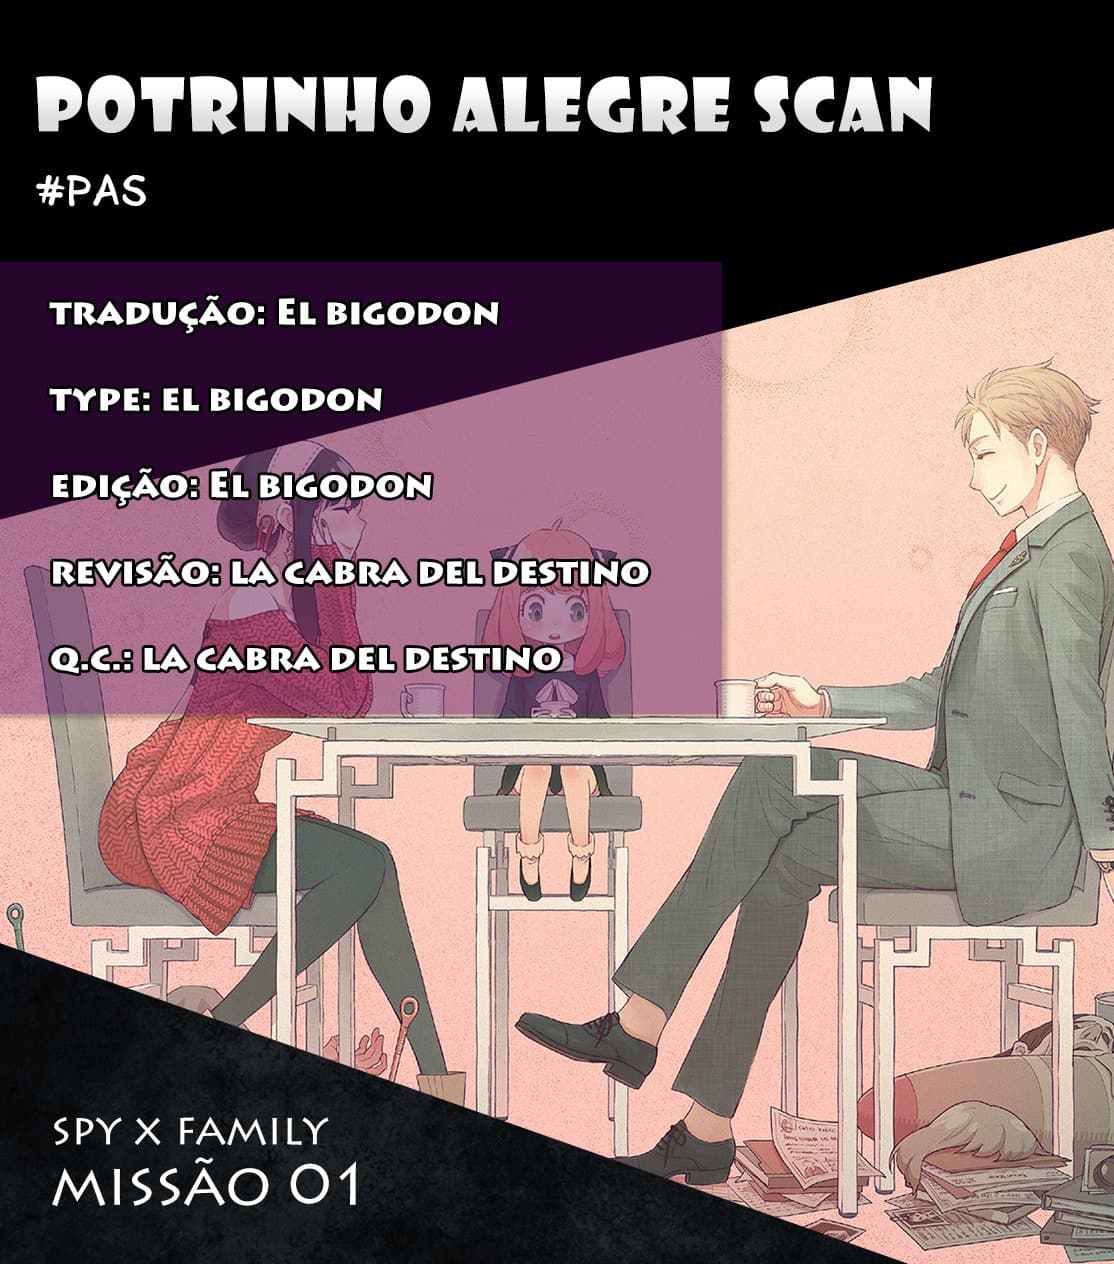 POTRINHO ALEGRE SCAN
#PAS
TRADUÇÃO: EL BIGODON
TYPE: EL BIGODON
EDIÇÃO: EL BIGODON
REVISÃO: LA CABRA DEL DESTINO
Q.C.: LA CABRA DEL DESTINO
SPY X FAMILY
MISSÃO 01